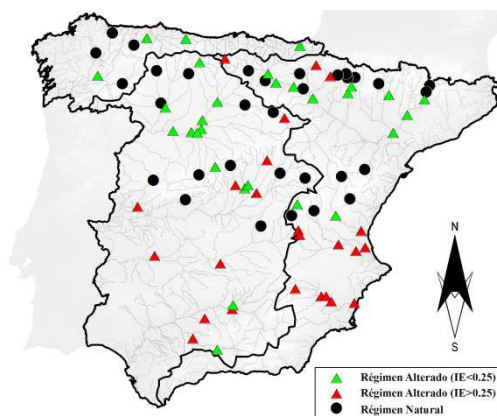 N
S
Régimen Alterado (IE<0.25)
Régimen Alterado (IE>0.25)
Régimen Natural